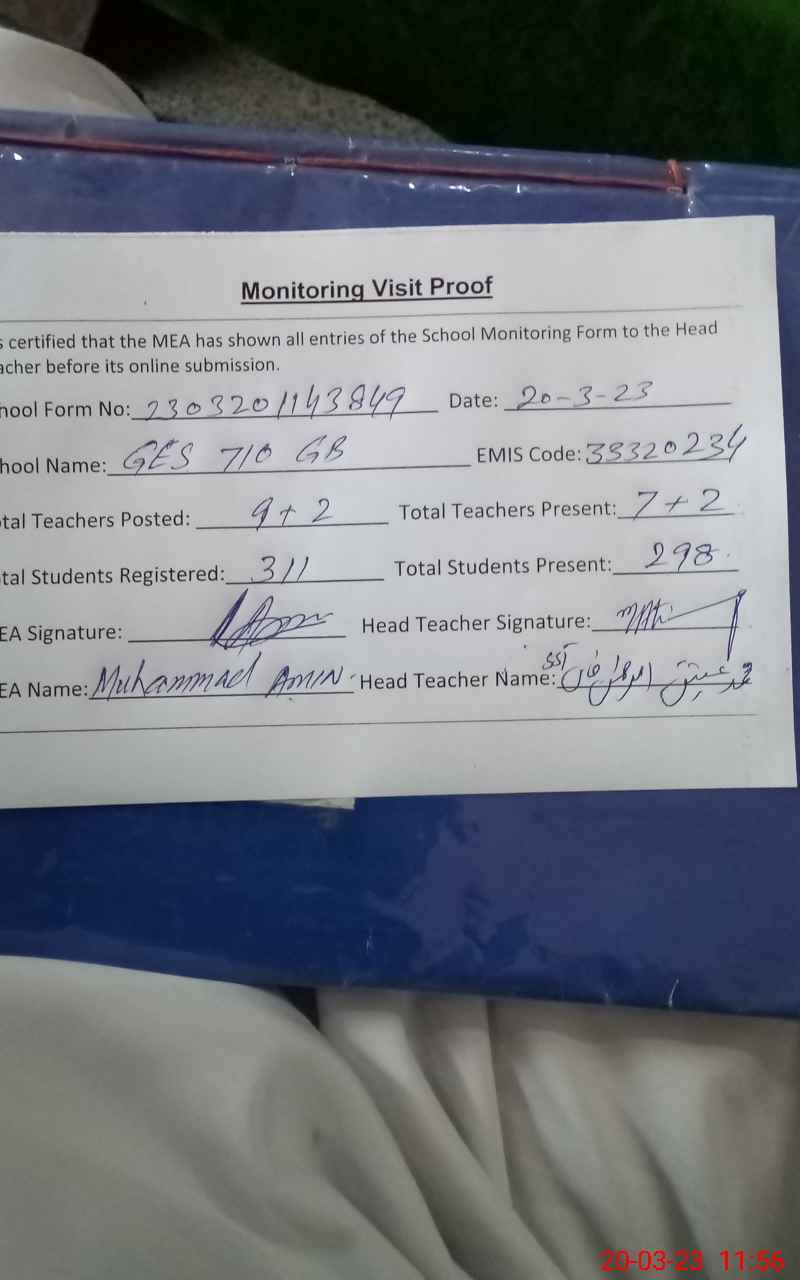 Monitoring Visit Proof
s certified that the MEA has shown all entries of the School Monitoring Form to the Head
acher before its online submission.
hool Form No: 2303201143849 Date: 20-3-23
hool Name: GES 710 GB EMIS Code: 33320234
tal Teachers Posted: 9+2 Total Teachers Present: 7+2
tal Students Registered: 311 Total Students Present: 298
EA Signature: Head Teacher Signature:
EA Name: Muhammad AMIN Head Teacher Name: SST
20-03-23 11:56